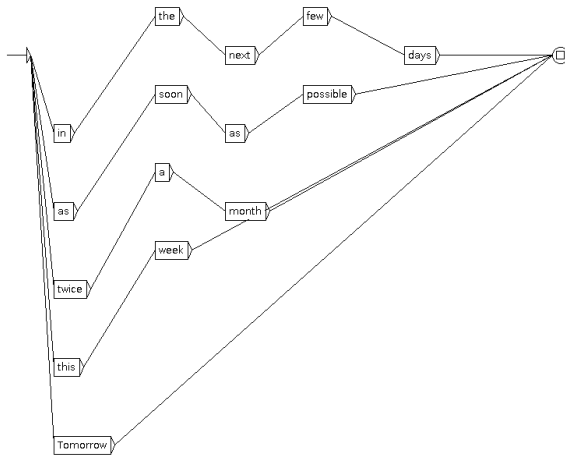 in the next few days
as soon as possible
twice a month
this week
Tomorrow